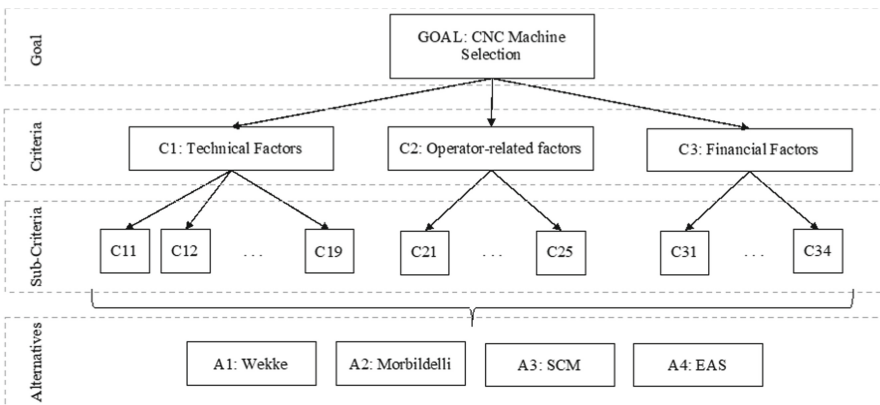 Goal
GOAL: CNC Machine
Selection
Criteria
C1: Technical Factors
C2: Operator-related factors
C3: Financial Factors
Sub-Criteria
C11
C12
. . .
C19
C21
. . .
C25
C31
. . .
C34
Alternatives
A1: Wekke
A2: Morbildelli
A3: SCM
A4: EAS